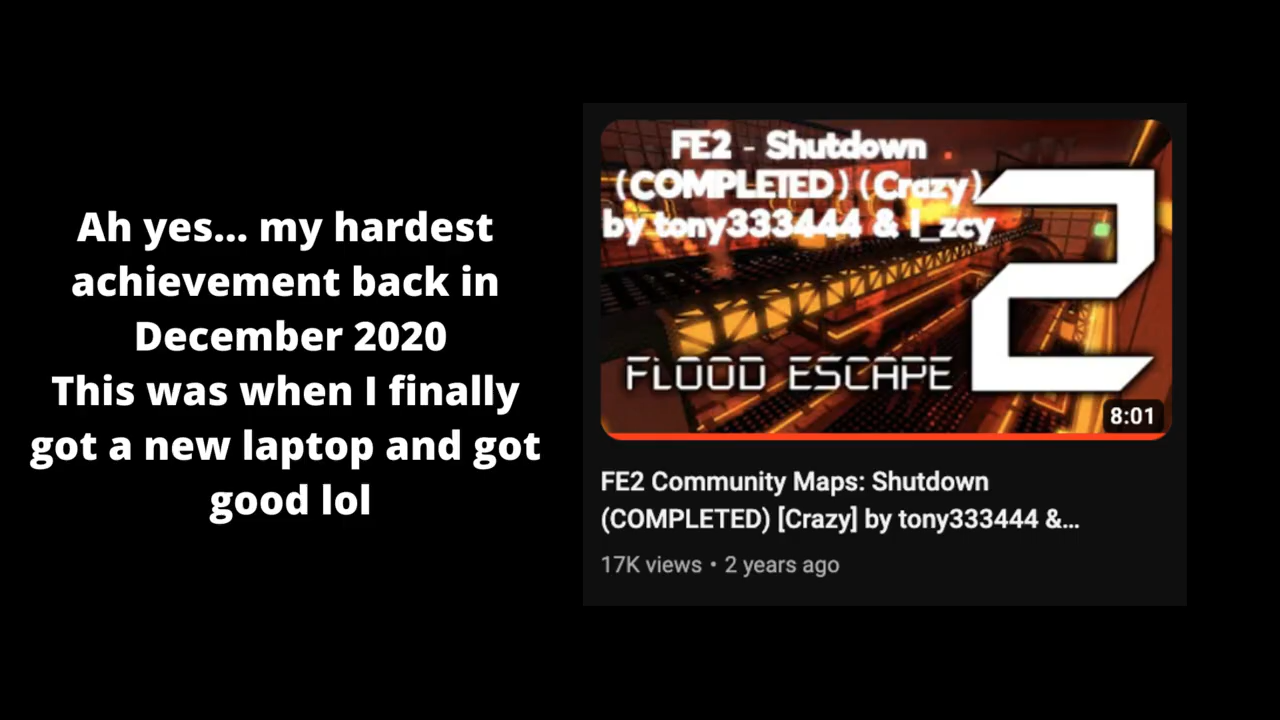 Ah yes... my hardest
achievement back in
December 2020
This was when I finally
got a new laptop and got
good lol
FE2 - Shutdown
(COMPLETED) (Crazy)
by tony333444 & I_zcy
2
FLOOD ESCAPE
8:01
FE2 Community Maps: Shutdown
(COMPLETED) [Crazy] by tony333444 &...
17K views • 2 years ago